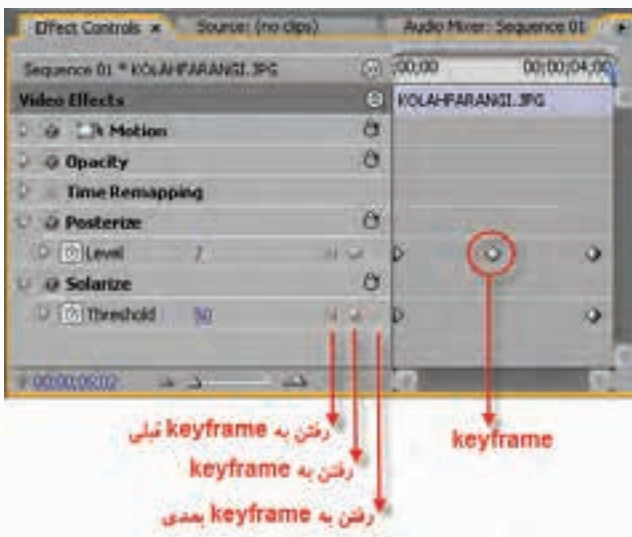 Effect Controls × Source: (no clips) Audio Mixer: Sequence 01
Sequence 01 * KOLAHFARANGI.JPG ;00;00 00;00;04;00
Video Effects KOLAHFARANGI.JPG
Motion
Opacity
Time Remapping
Posterize
Level 7
Solarize
Threshold 50
00;00;05;02
رفتن به keyframe قبلی
keyframe
رفتن به keyframe
رفتن به keyframe بعدی